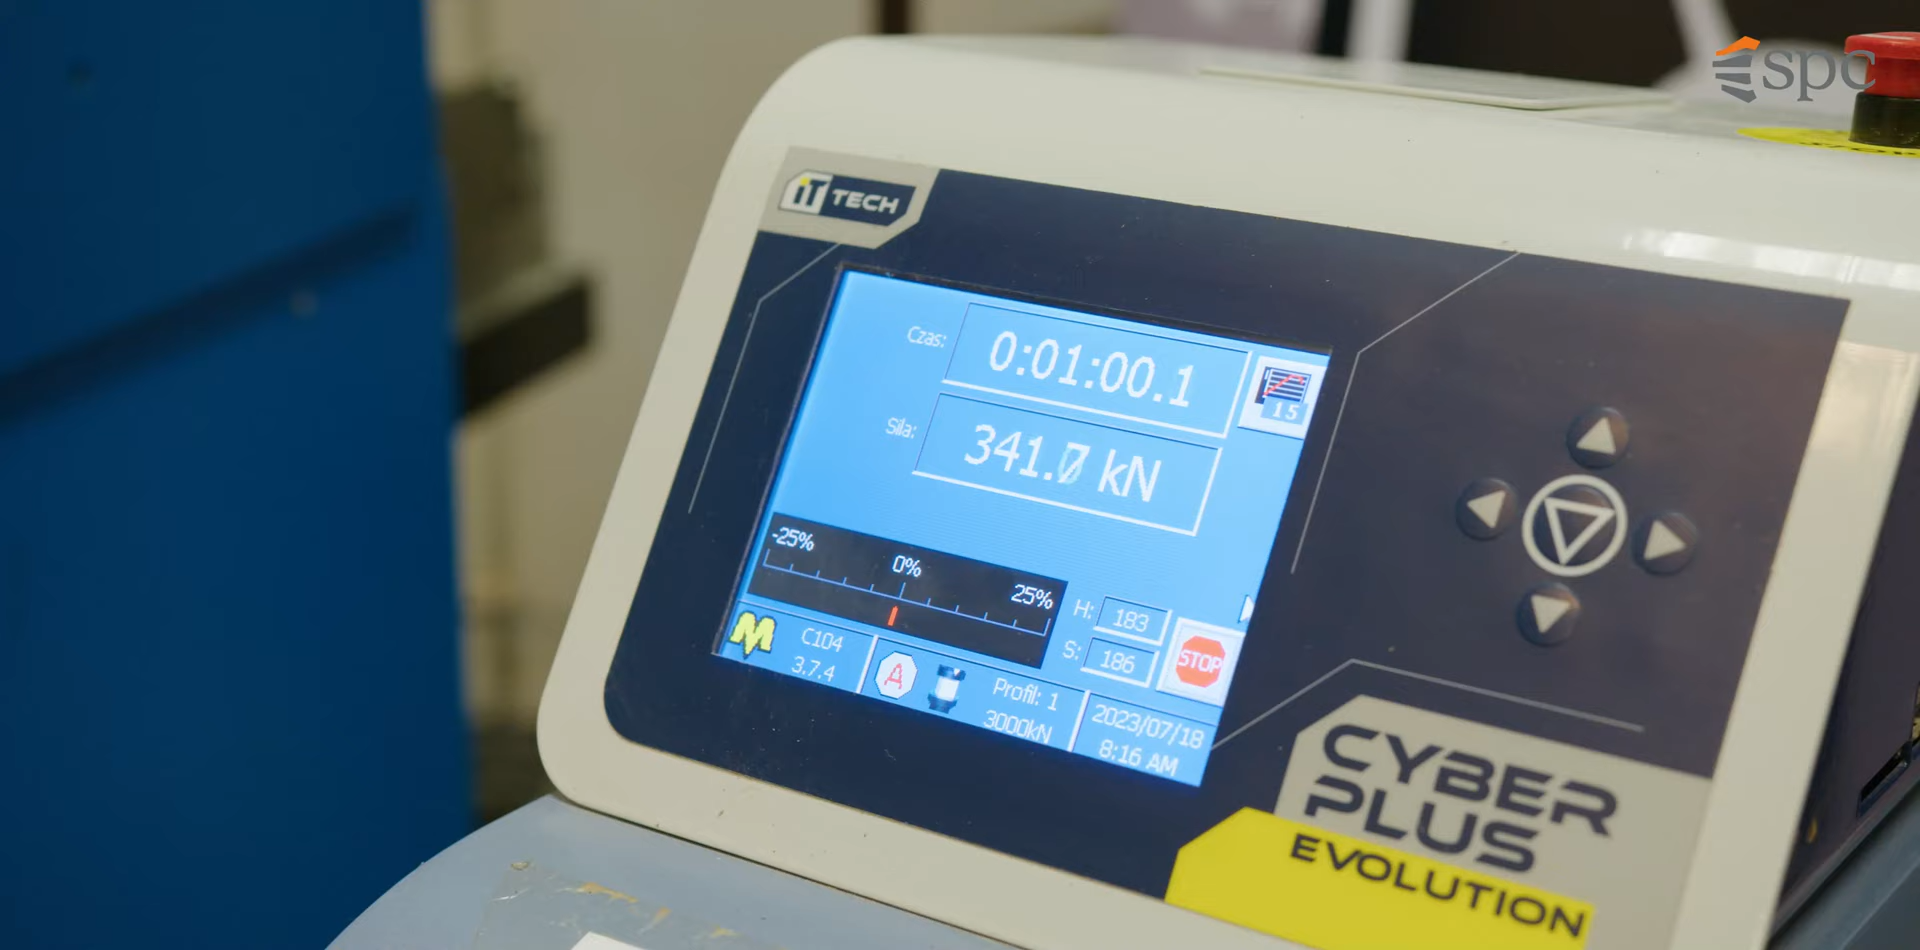 spc
iT TECH
Czas:
0:01:00.1
15
Siła:
341. kN
-25%
0%
25%
H: 183
S: 186
STOP
C104
3.7.4
A
Profil: 1
3000kN
2023/07/18
8:16 AM
CYBER
PLUS
EVOLUTION